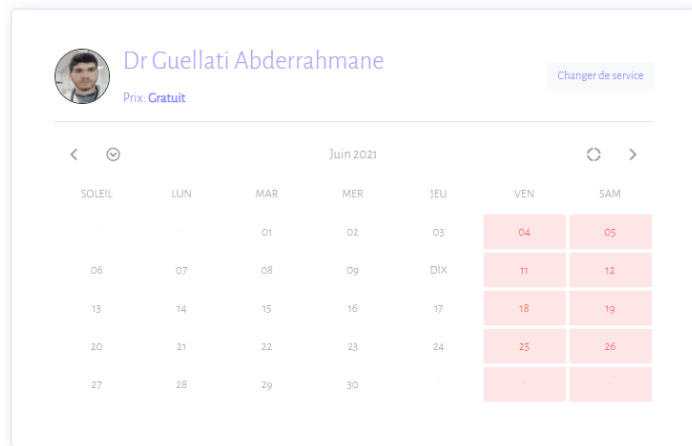 Dr Guellati Abderrahmane
Prix: Gratuit
Changer de service
Juin 2021
SOLEIL LUN MAR MER JEU VEN SAM
01 02 03 04 05
06 07 08 09 DIX 11 12
13 14 15 16 17 18 19
20 21 22 23 24 25 26
27 28 29 30